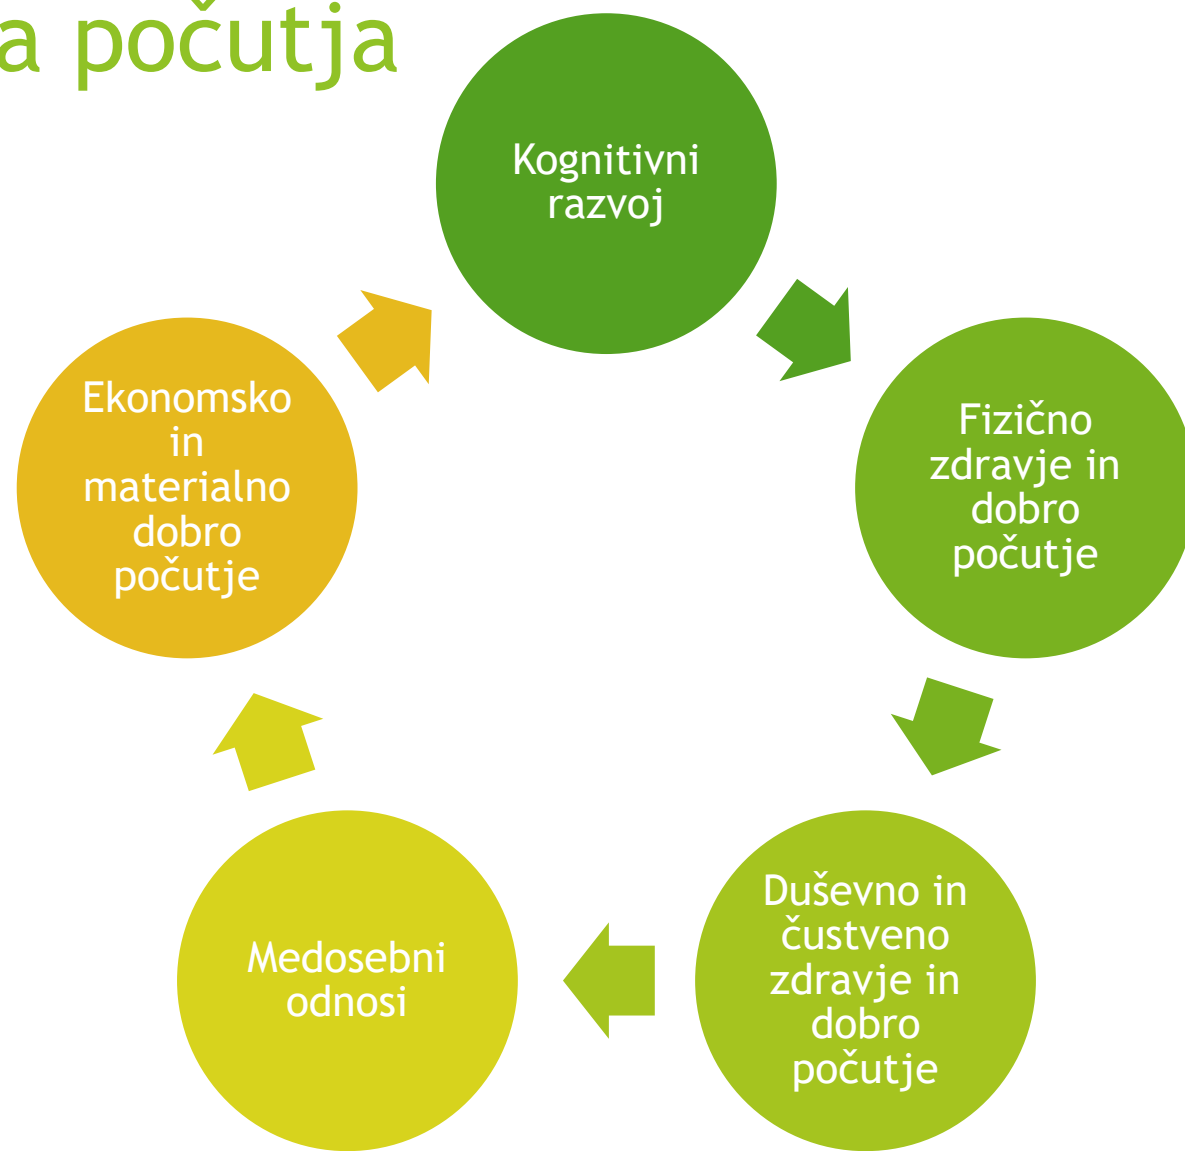 a počutja
Kognitivni
razvoj
Fizično
zdravje in
dobro
počutje
Duševno in
čustveno
zdravje in
dobro
počutje
Medosebni
odnosi
Ekonomsko
in
materialno
dobro
počutje